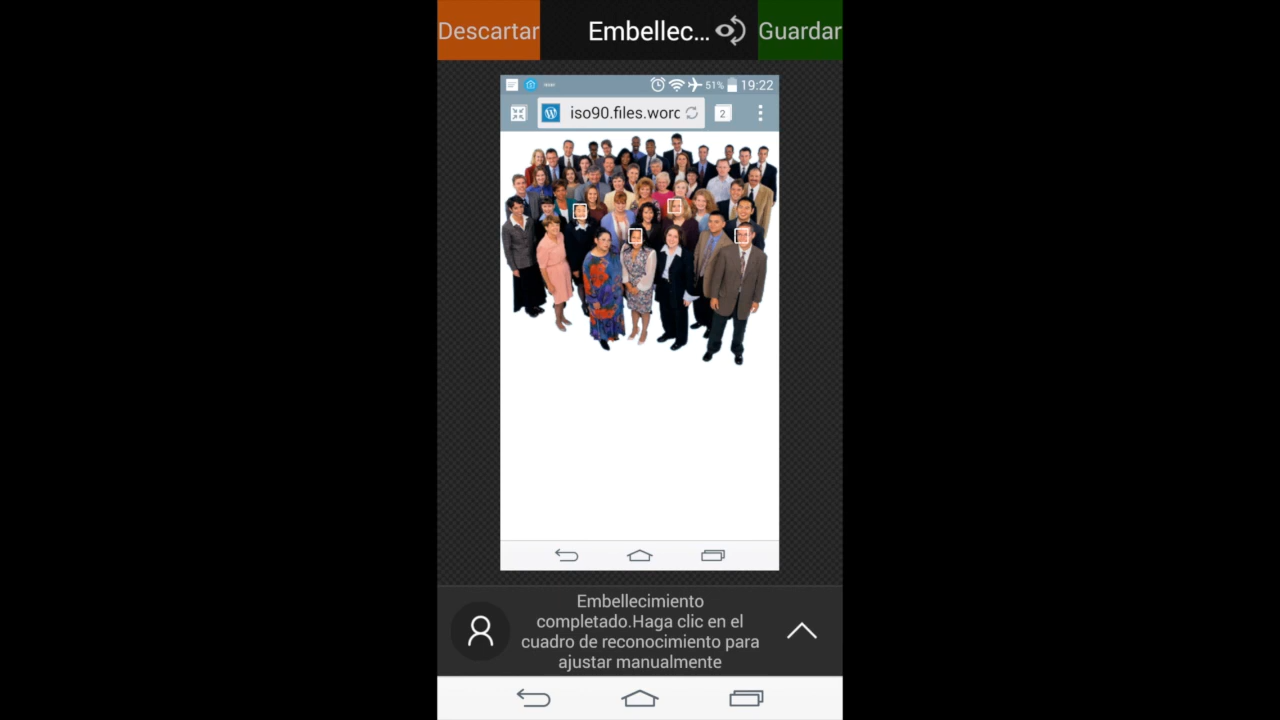 Descartar Embellec... Guardar
51% 19:22
iso90.files.worc 2
Embellecimiento
completado.Haga clic en el
cuadro de reconocimiento para
ajustar manualmente